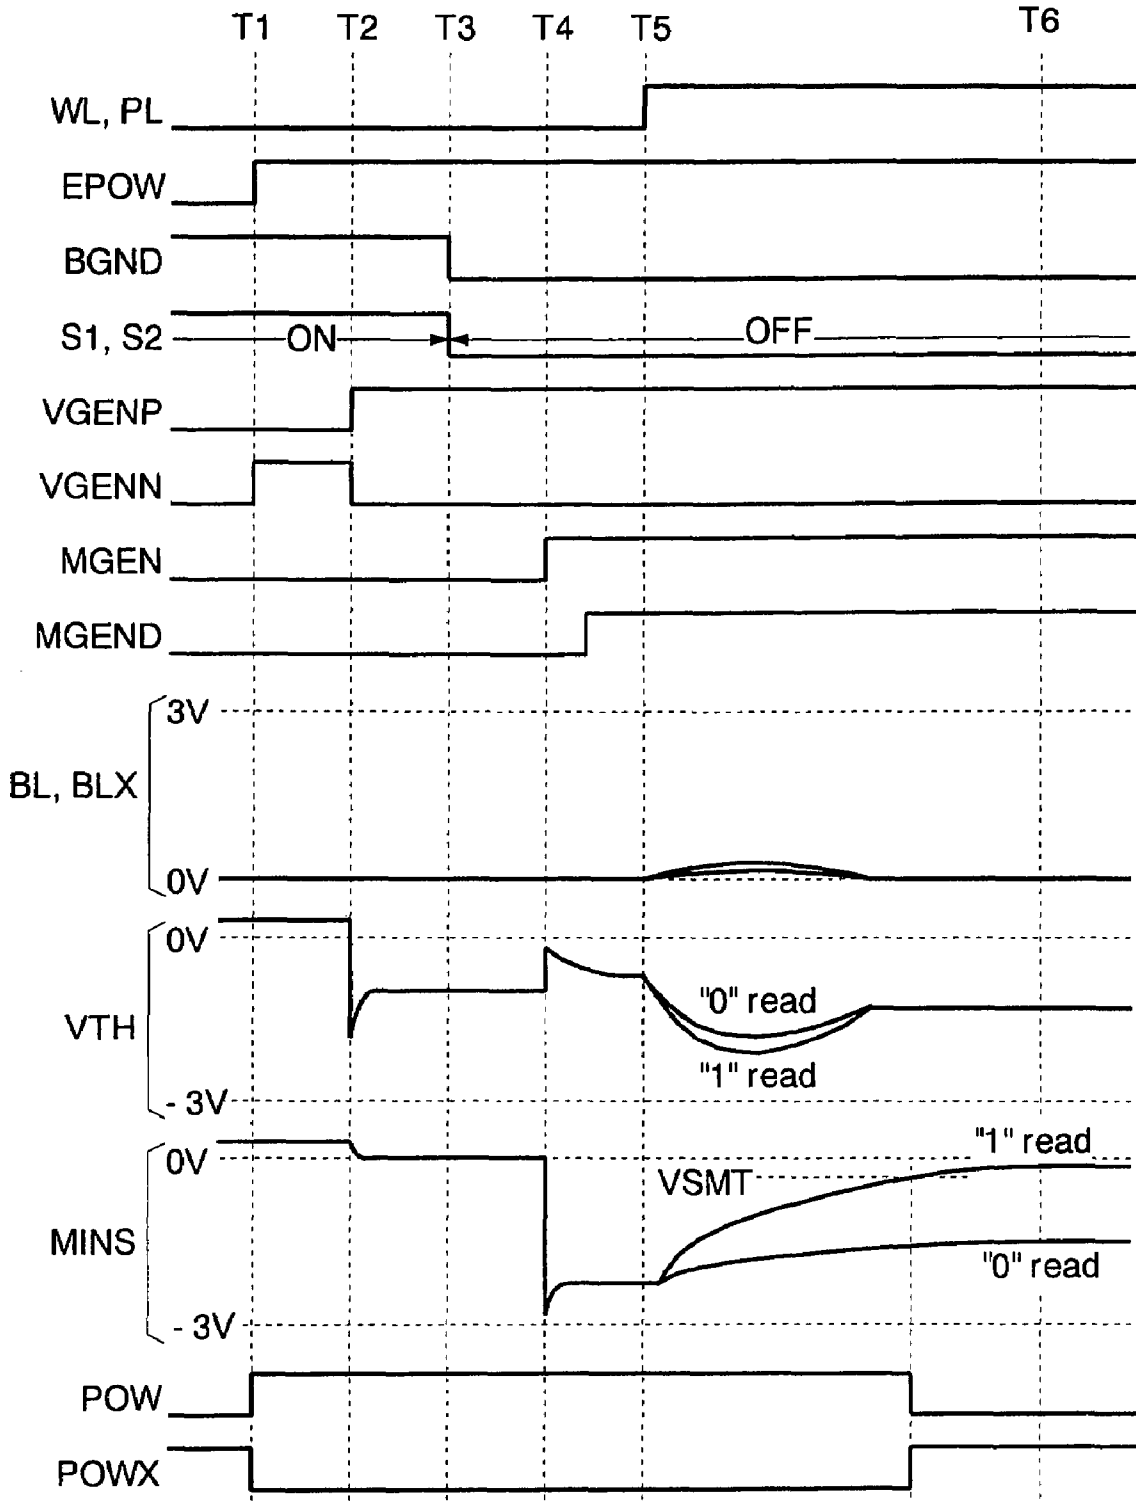 T1 T2 T3 T4 T5 T6
WL, PL
EPOW
BGND
S1, S2 ON OFF
VGENP
VGENN
MGEN
MGEND
3V
BL, BLX
0V
0V
"0" read
VTH
"1" read
- 3V
"1" read
0V
VSMT
MINS
"0" read
- 3V
POW
POWX